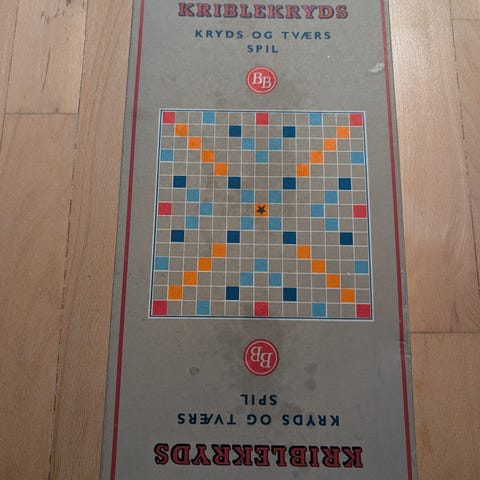 KRIBLEKRYDS
KRYDS OG TVÆRS
SPIL
BB
BB
SPIL
KRYDS OG TVÆRS
KRIBLEKRYDS